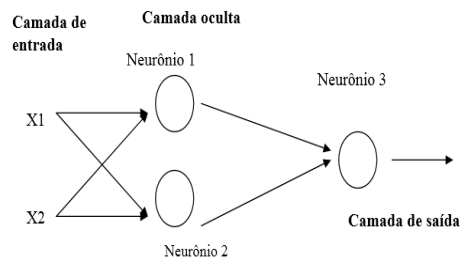 Camada de
entrada
Camada oculta
Neurônio 1
Neurônio 3
X1
X2
Camada de saída
Neurônio 2